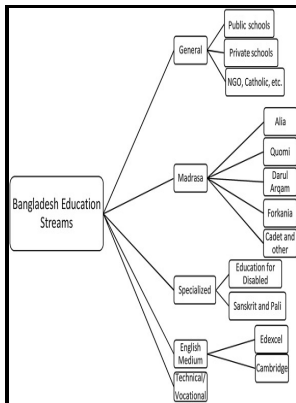 Public schools
General
Private schools
NGO, Catholic, etc.
Alia
Quomi
Madrasa
Darul
Arqam
Forkania
Cadet and
other
Bangladesh Education
Streams
Education for
Disabled
Specialized
Sanskrit and Pali
English
Medium
Edexcel
Cambridge
Technical/
Vocational